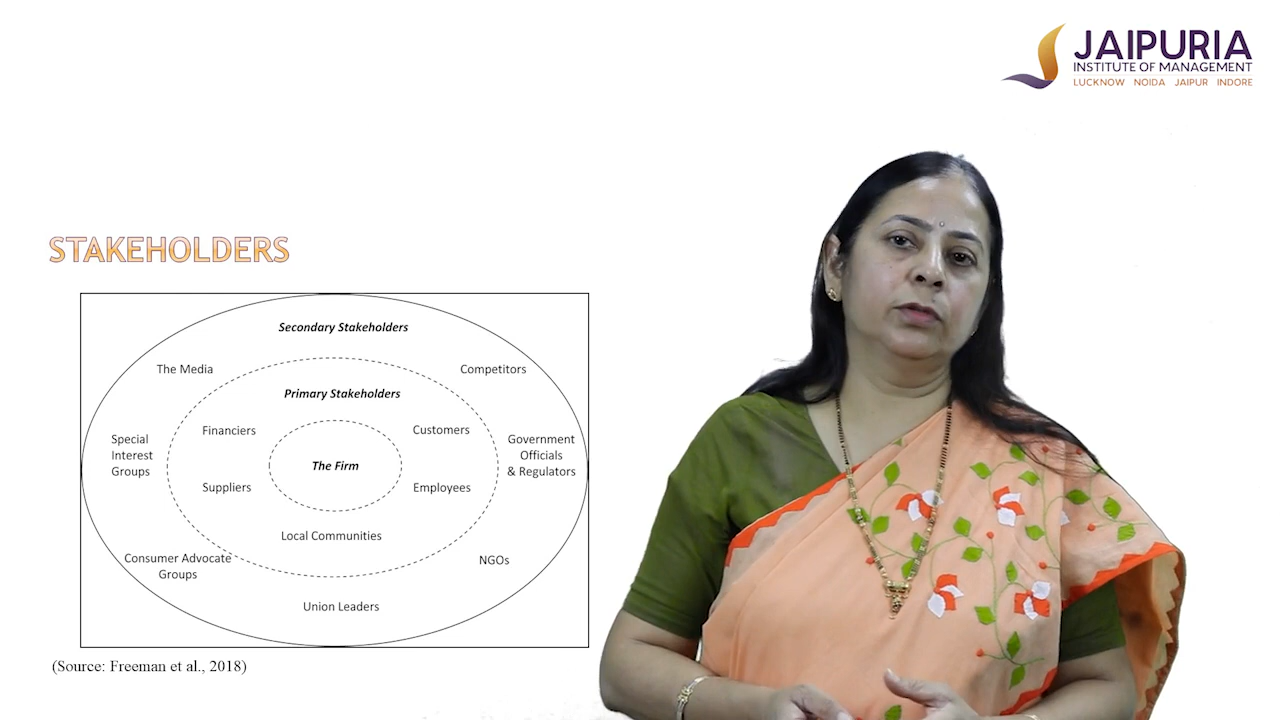 JAIPURIA
INSTITUTE OF MANAGEMENT
LUCKNOW NOIDA JAIPUR INDORE
STAKEHOLDERS
Secondary Stakeholders
The Media
Competitors
Primary Stakeholders
Financiers
Customers
Special
Interest
Groups
The Firm
Government
Officials
& Regulators
Suppliers
Employees
Local Communities
Consumer Advocate
Groups
NGOs
Union Leaders
(Source: Freeman et al., 2018)